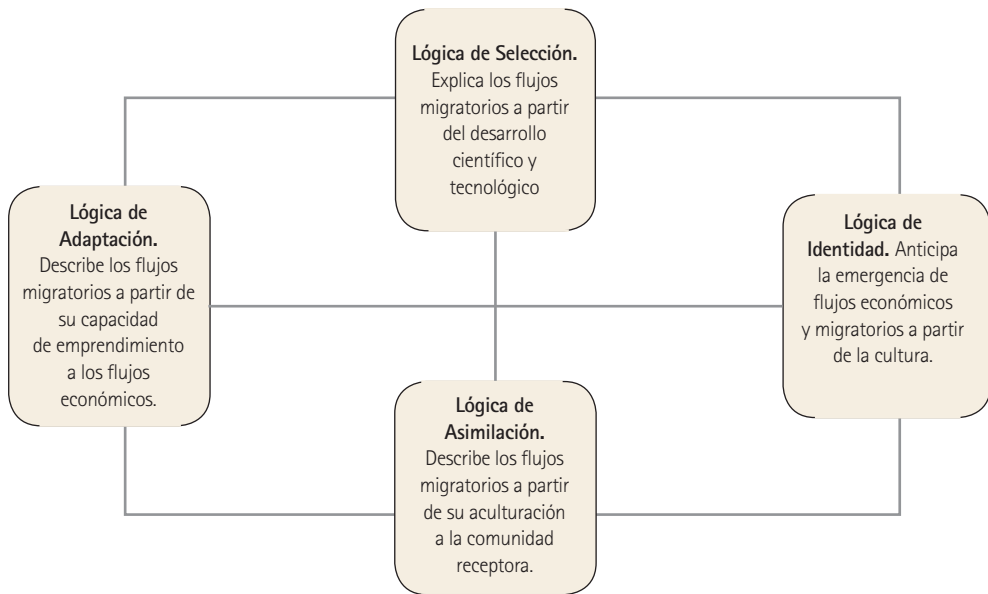 Lógica de Selección.
Explica los flujos
migratorios a partir
del desarrollo
científico y
tecnológico
Lógica de
Adaptación.
Describe los flujos
migratorios a partir de
su capacidad
de emprendimiento
a los flujos
económicos.
Lógica de
Identidad. Anticipa
la emergencia de
flujos económicos
y migratorios a partir
de la cultura.
Lógica de
Asimilación.
Describe los flujos
migratorios a partir
de su aculturación
a la comunidad
receptora.